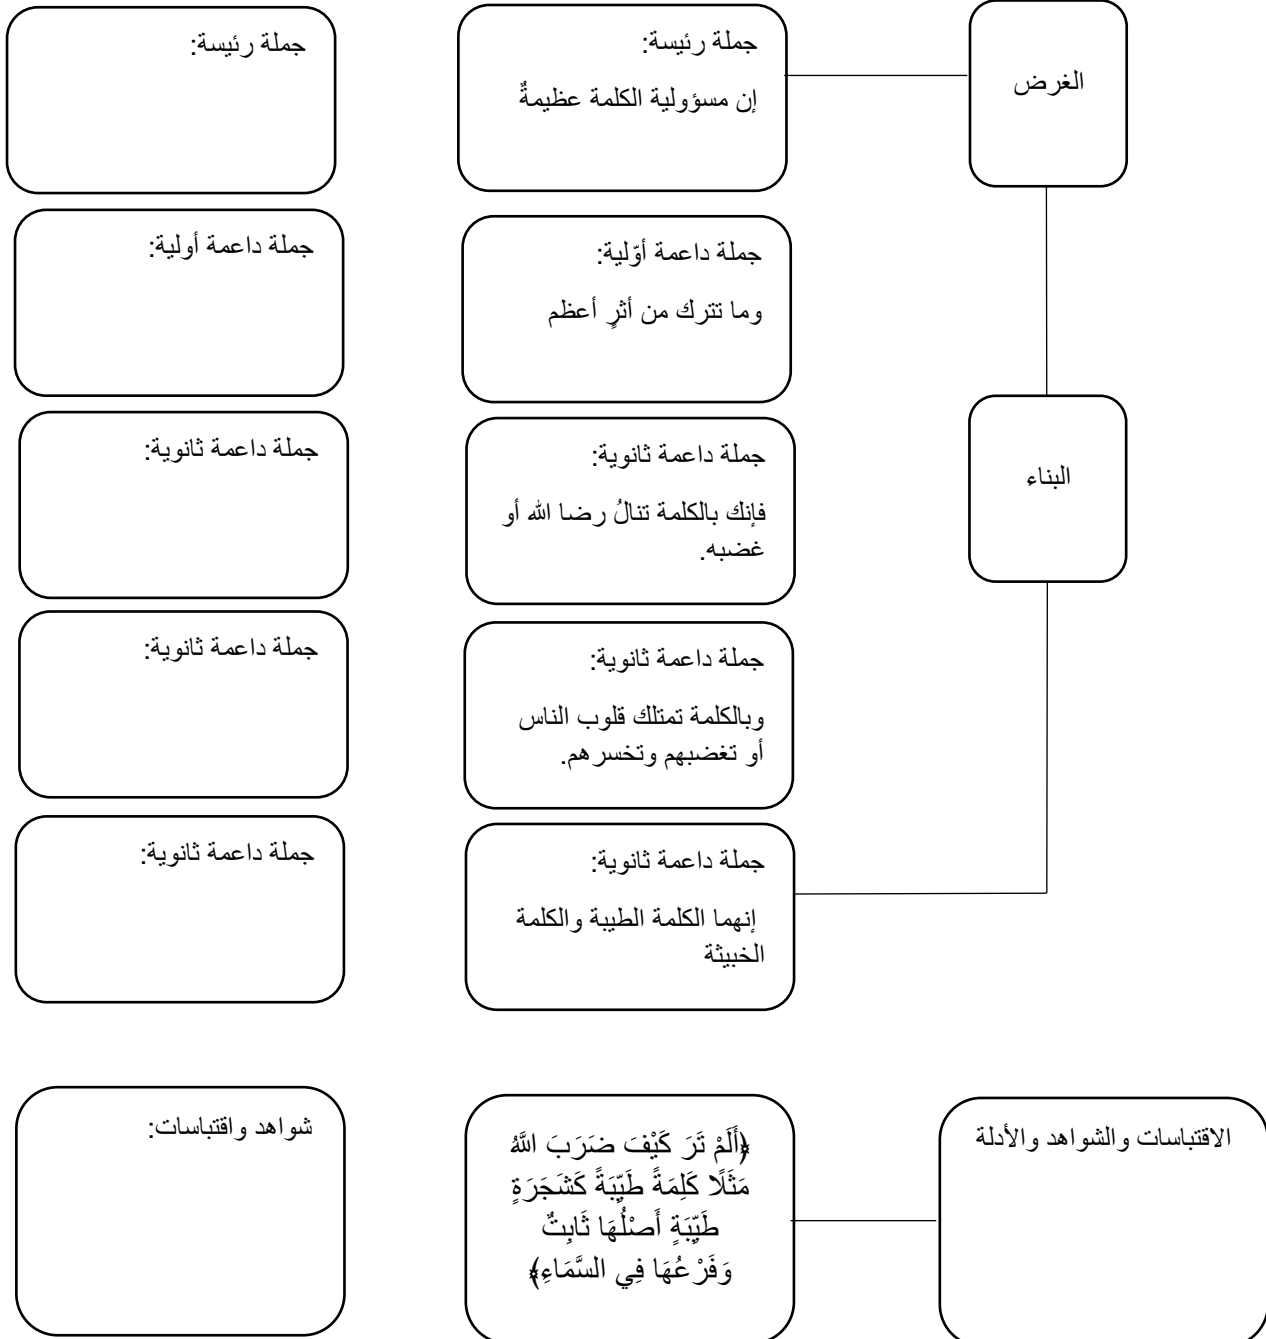 الغرض
جملة رئيسة:
إن مسؤولية الكلمة عظيمةٌ
جملة رئيسة:
جملة داعمة أوّلية:
وما تترك من أثرٍ أعظم
جملة داعمة أولية:
البناء
جملة داعمة ثانوية:
فإنك بالكلمة تنالُ رضا الله أو
غضبه.
جملة داعمة ثانوية:
جملة داعمة ثانوية:
وبالكلمة تمتلك قلوب الناس
أو تغضبهم وتخسرهم.
جملة داعمة ثانوية:
جملة داعمة ثانوية:
إنهما الكلمة الطيبة والكلمة
الخبيثة
جملة داعمة ثانوية:
الاقتباسات والشواهد والأدلة
﴿أَلَمْ تَرَ كَيْفَ ضَرَبَ اللَّهُ
مَثَلًا كَلِمَةً طَيِّبَةً كَشَجَرَةٍ
طَيِّبَةٍ أَصْلُهَا ثَابِتٌ
وَفَرْعُهَا فِي السَّمَاءِ﴾
شواهد واقتباسات: